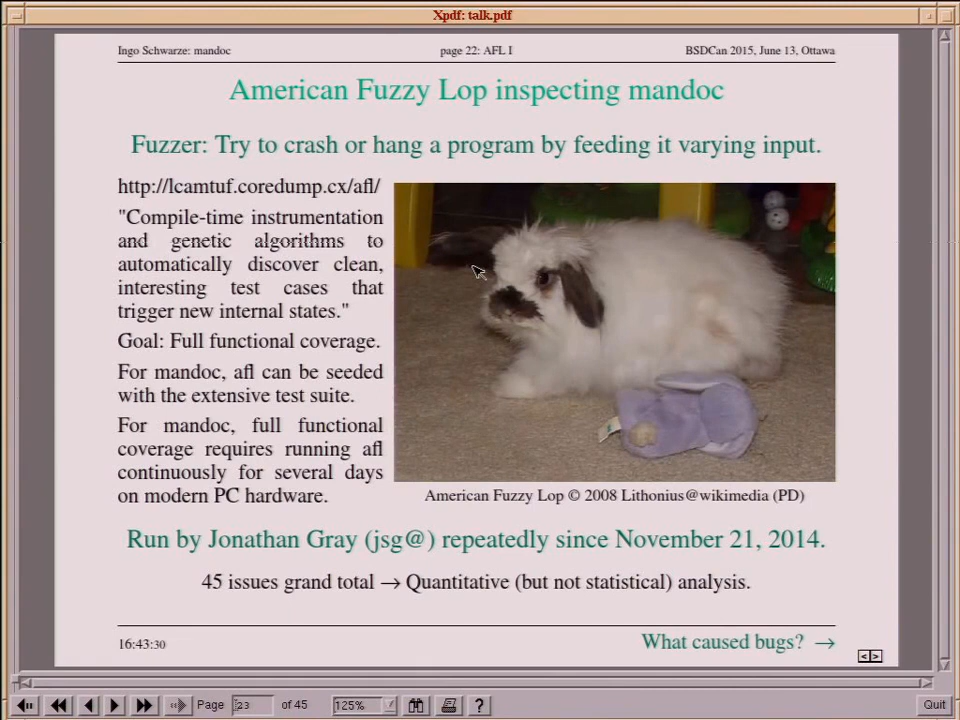 Xpdf: talk.pdf
Ingo Schwarze: mandoc
page 22: AFL I
BSDCan 2015, June 13, Ottawa
American Fuzzy Lop inspecting mandoc
Fuzzer: Try to crash or hang a program by feeding it varying input.
http://lcamtuf.coredump.cx/afl/
"Compile-time instrumentation
and genetic algorithms to
automatically discover clean,
interesting test cases that
trigger new internal states."
Goal: Full functional coverage.
For mandoc, afl can be seeded
with the extensive test suite.
For mandoc, full functional
coverage requires running afl
continuously for several days
on modern PC hardware.
American Fuzzy Lop © 2008 Lithonius@wikimedia (PD)
Run by Jonathan Gray (jsg@) repeatedly since November 21, 2014.
45 issues grand total → Quantitative (but not statistical) analysis.
16:43:30
What caused bugs? →
< >
Page 23 of 45 125% ? Quit